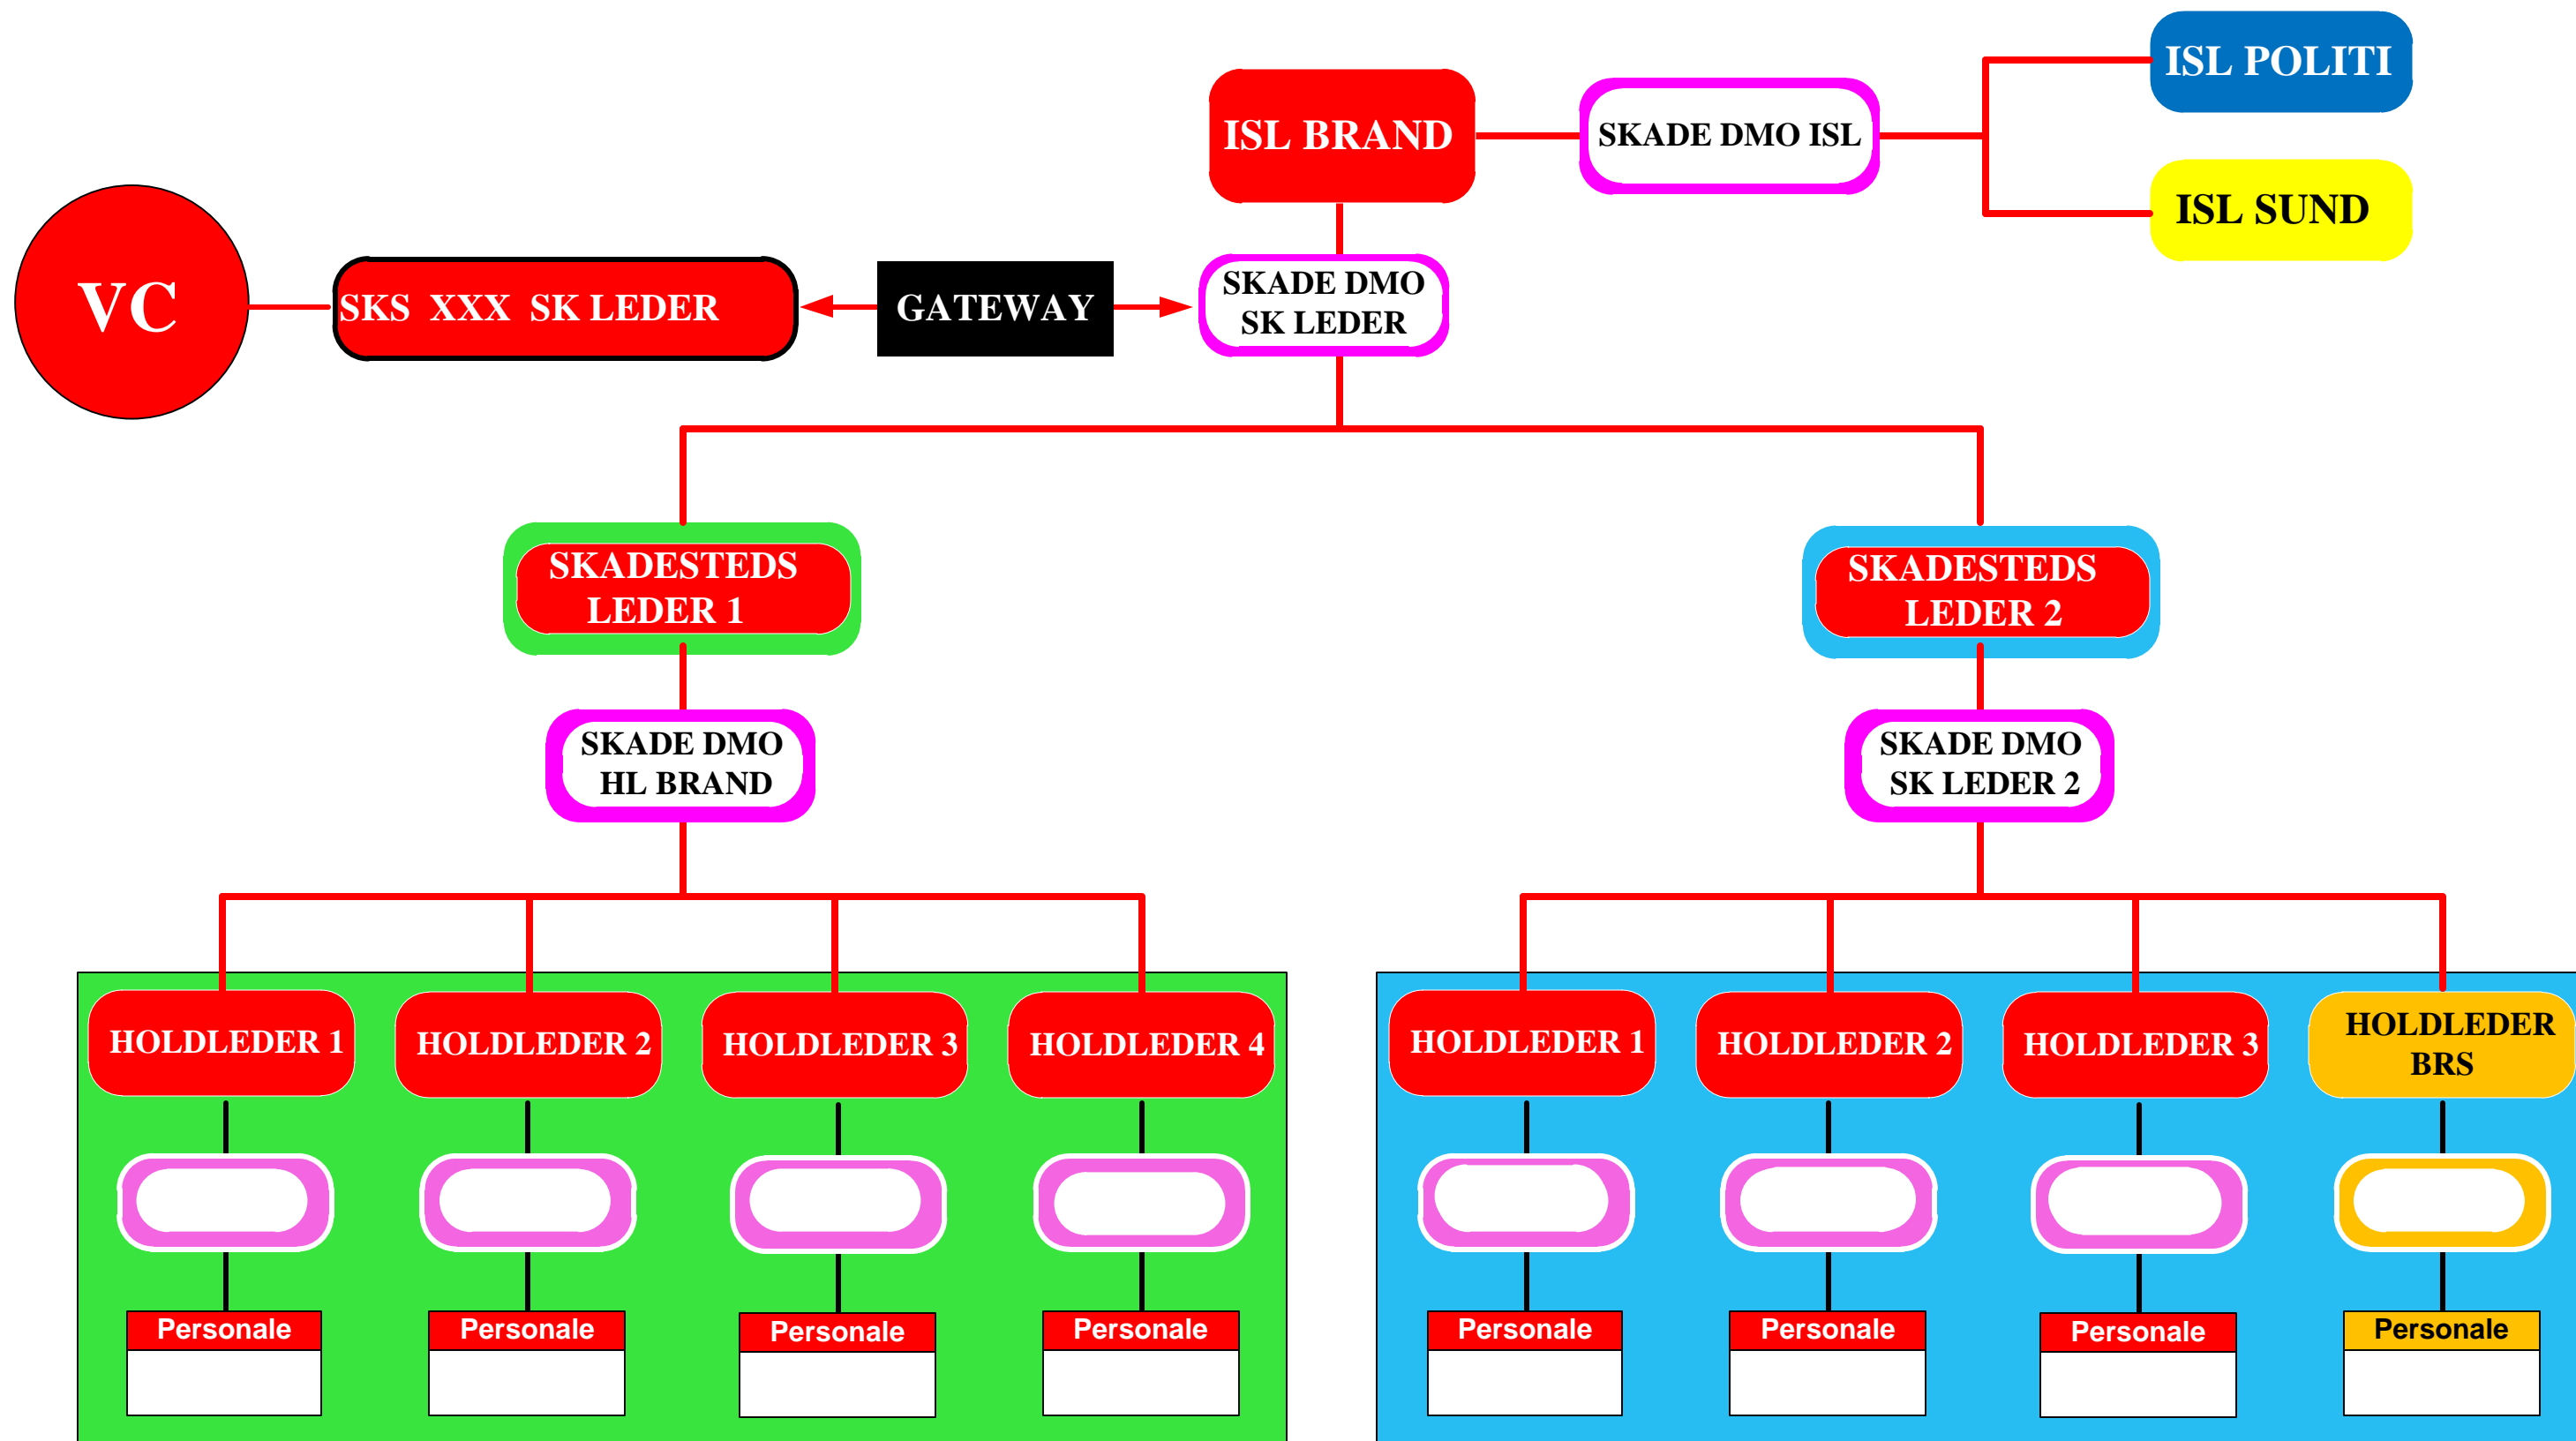 ISL POLITI
ISL BRAND
SKADE DMO ISL
ISL SUND
VC
SKS XXX SK LEDER
GATEWAY
SKADE DMO
SK LEDER
SKADESTEDS
LEDER 1
SKADESTEDS
LEDER 2
SKADE DMO
HL BRAND
SKADE DMO
SK LEDER 2
HOLDLEDER 1
HOLDLEDER 2
HOLDLEDER 3
HOLDLEDER 4
HOLDLEDER 1
HOLDLEDER 2
HOLDLEDER 3
HOLDLEDER
BRS
Personale
Personale
Personale
Personale
Personale
Personale
Personale
Personale